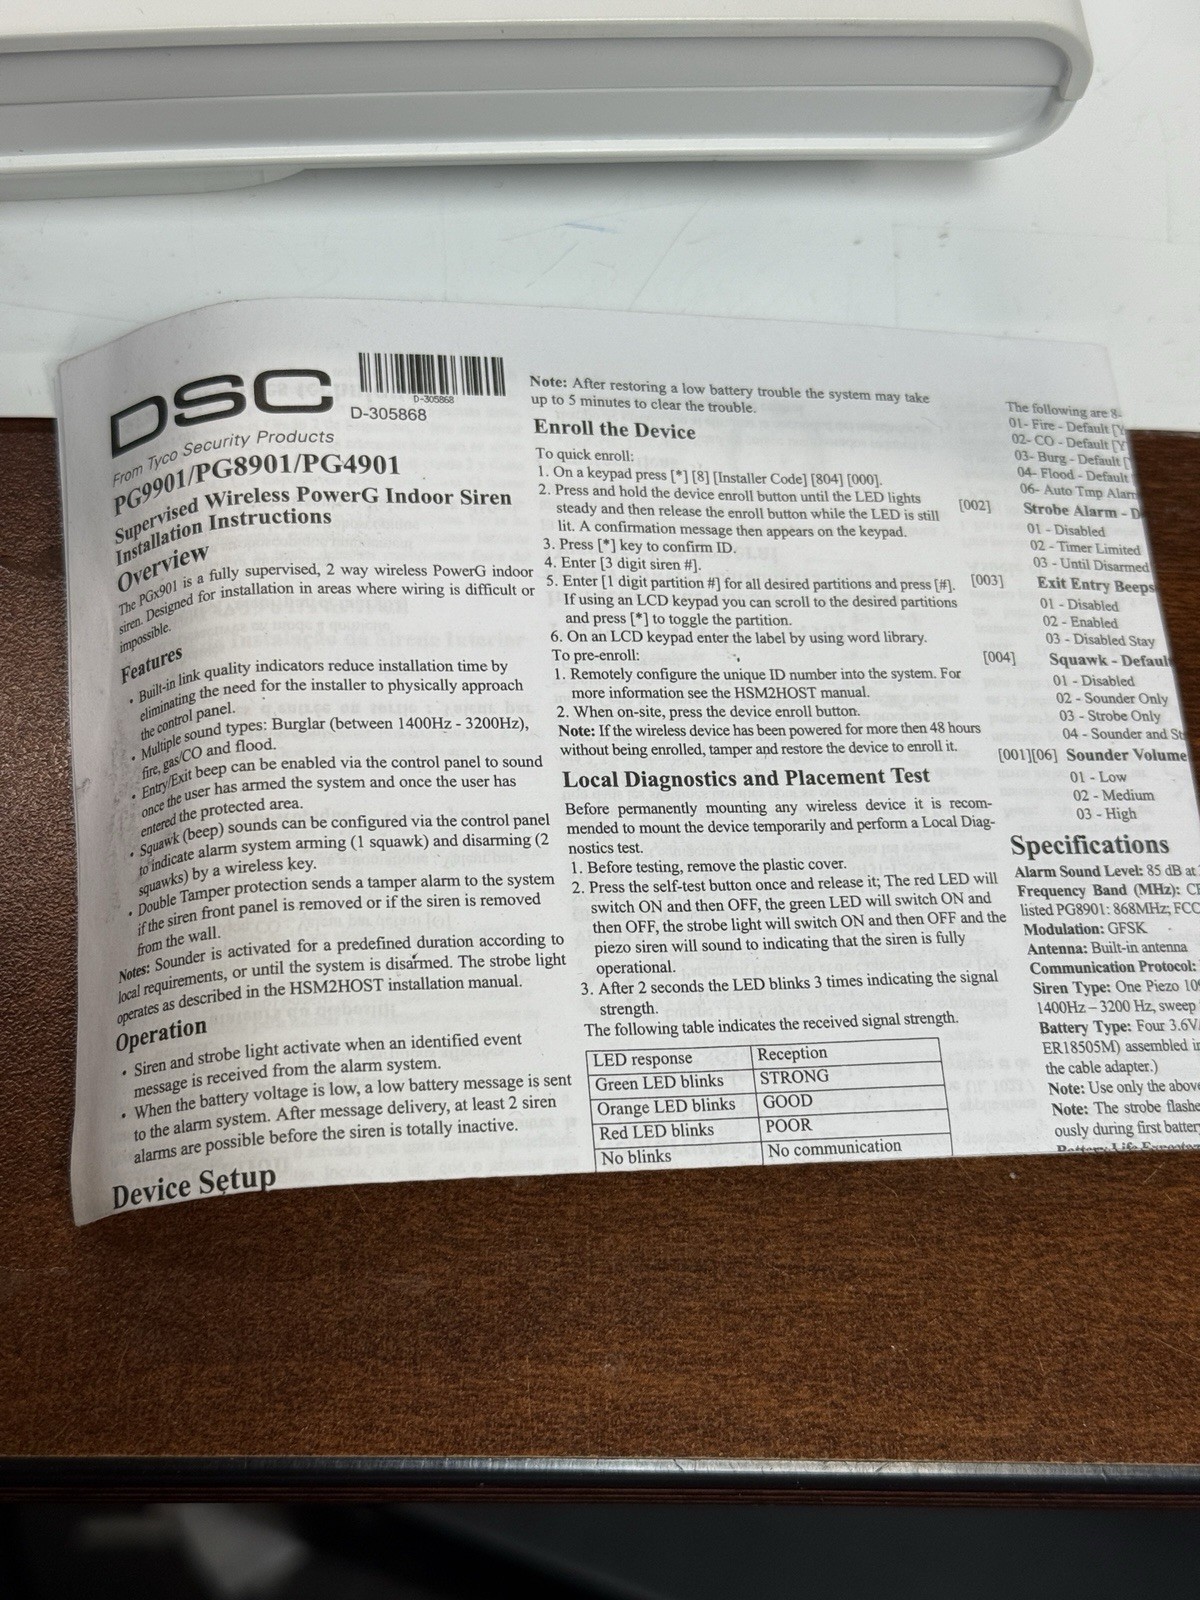 DSC
D-305868
D-305868
From Tyco Security Products
PG9901/PG8901/PG4901
Supervised Wireless PowerG Indoor Siren
Installation Instructions
Overview
The PGx901 is a fully supervised, 2 way wireless PowerG indoor
siren. Designed for installation in areas where wiring is difficult or
impossible.
Features
• Built-in link quality indicators reduce installation time by
eliminating the need for the installer to physically approach
the control panel.
• Multiple sound types: Burglar (between 1400Hz - 3200Hz),
fire, gas/CO and flood.
• Entry/Exit beep can be enabled via the control panel to sound
once the user has armed the system and once the user has
entered the protected area.
• Squawk (beep) sounds can be configured via the control panel
to indicate alarm system arming (1 squawk) and disarming (2
squawks) by a wireless key.
• Double Tamper protection sends a tamper alarm to the system
if the siren front panel is removed or if the siren is removed
from the wall.
Notes: Sounder is activated for a predefined duration according to
local requirements, or until the system is disarmed. The strobe light
operates as described in the HSM2HOST installation manual.
Operation
• Siren and strobe light activate when an identified event
message is received from the alarm system.
• When the battery voltage is low, a low battery message is sent
to the alarm system. After message delivery, at least 2 siren
alarms are possible before the siren is totally inactive.
Device Setup
Note: After restoring a low battery trouble the system may take
up to 5 minutes to clear the trouble.
Enroll the Device
To quick enroll:
1. On a keypad press [*] [8] [Installer Code] [804] [000].
2. Press and hold the device enroll button until the LED lights
steady and then release the enroll button while the LED is still
lit. A confirmation message then appears on the keypad.
3. Press [*] key to confirm ID.
4. Enter [3 digit siren #].
5. Enter [1 digit partition #] for all desired partitions and press [#].
If using an LCD keypad you can scroll to the desired partitions
and press [*] to toggle the partition.
6. On an LCD keypad enter the label by using word library.
To pre-enroll:
1. Remotely configure the unique ID number into the system. For
more information see the HSM2HOST manual.
2. When on-site, press the device enroll button.
Note: If the wireless device has been powered for more then 48 hours
without being enrolled, tamper and restore the device to enroll it.
Local Diagnostics and Placement Test
Before permanently mounting any wireless device it is recom-
mended to mount the device temporarily and perform a Local Diag-
nostics test.
1. Before testing, remove the plastic cover.
2. Press the self-test button once and release it; The red LED will
switch ON and then OFF, the green LED will switch ON and
then OFF, the strobe light will switch ON and then OFF and the
piezo siren will sound to indicating that the siren is fully
operational.
3. After 2 seconds the LED blinks 3 times indicating the signal
strength.
The following table indicates the received signal strength.
LED response Reception
Green LED blinks STRONG
Orange LED blinks GOOD
Red LED blinks POOR
No blinks No communication
The following are 8-
01- Fire - Default [Y
02- CO - Default [Y
03- Burg - Default [
04- Flood - Default
06- Auto Tmp Alarm
[002] Strobe Alarm - D
01 - Disabled
02 - Timer Limited
03 - Until Disarmed
[003] Exit Entry Beeps
01 - Disabled
02 - Enabled
03 - Disabled Stay
[004] Squawk - Default
01 - Disabled
02 - Sounder Only
03 - Strobe Only
04 - Sounder and St
[001][06] Sounder Volume
01 - Low
02 - Medium
03 - High
Specifications
Alarm Sound Level: 85 dB at
Frequency Band (MHz): CE
listed PG8901: 868MHz; FCC
Modulation: GFSK
Antenna: Built-in antenna
Communication Protocol:
Siren Type: One Piezo 10
1400Hz – 3200 Hz, sweep
Battery Type: Four 3.6V
ER18505M) assembled in
the cable adapter.)
Note: Use only the above
Note: The strobe flashe
ously during first battery